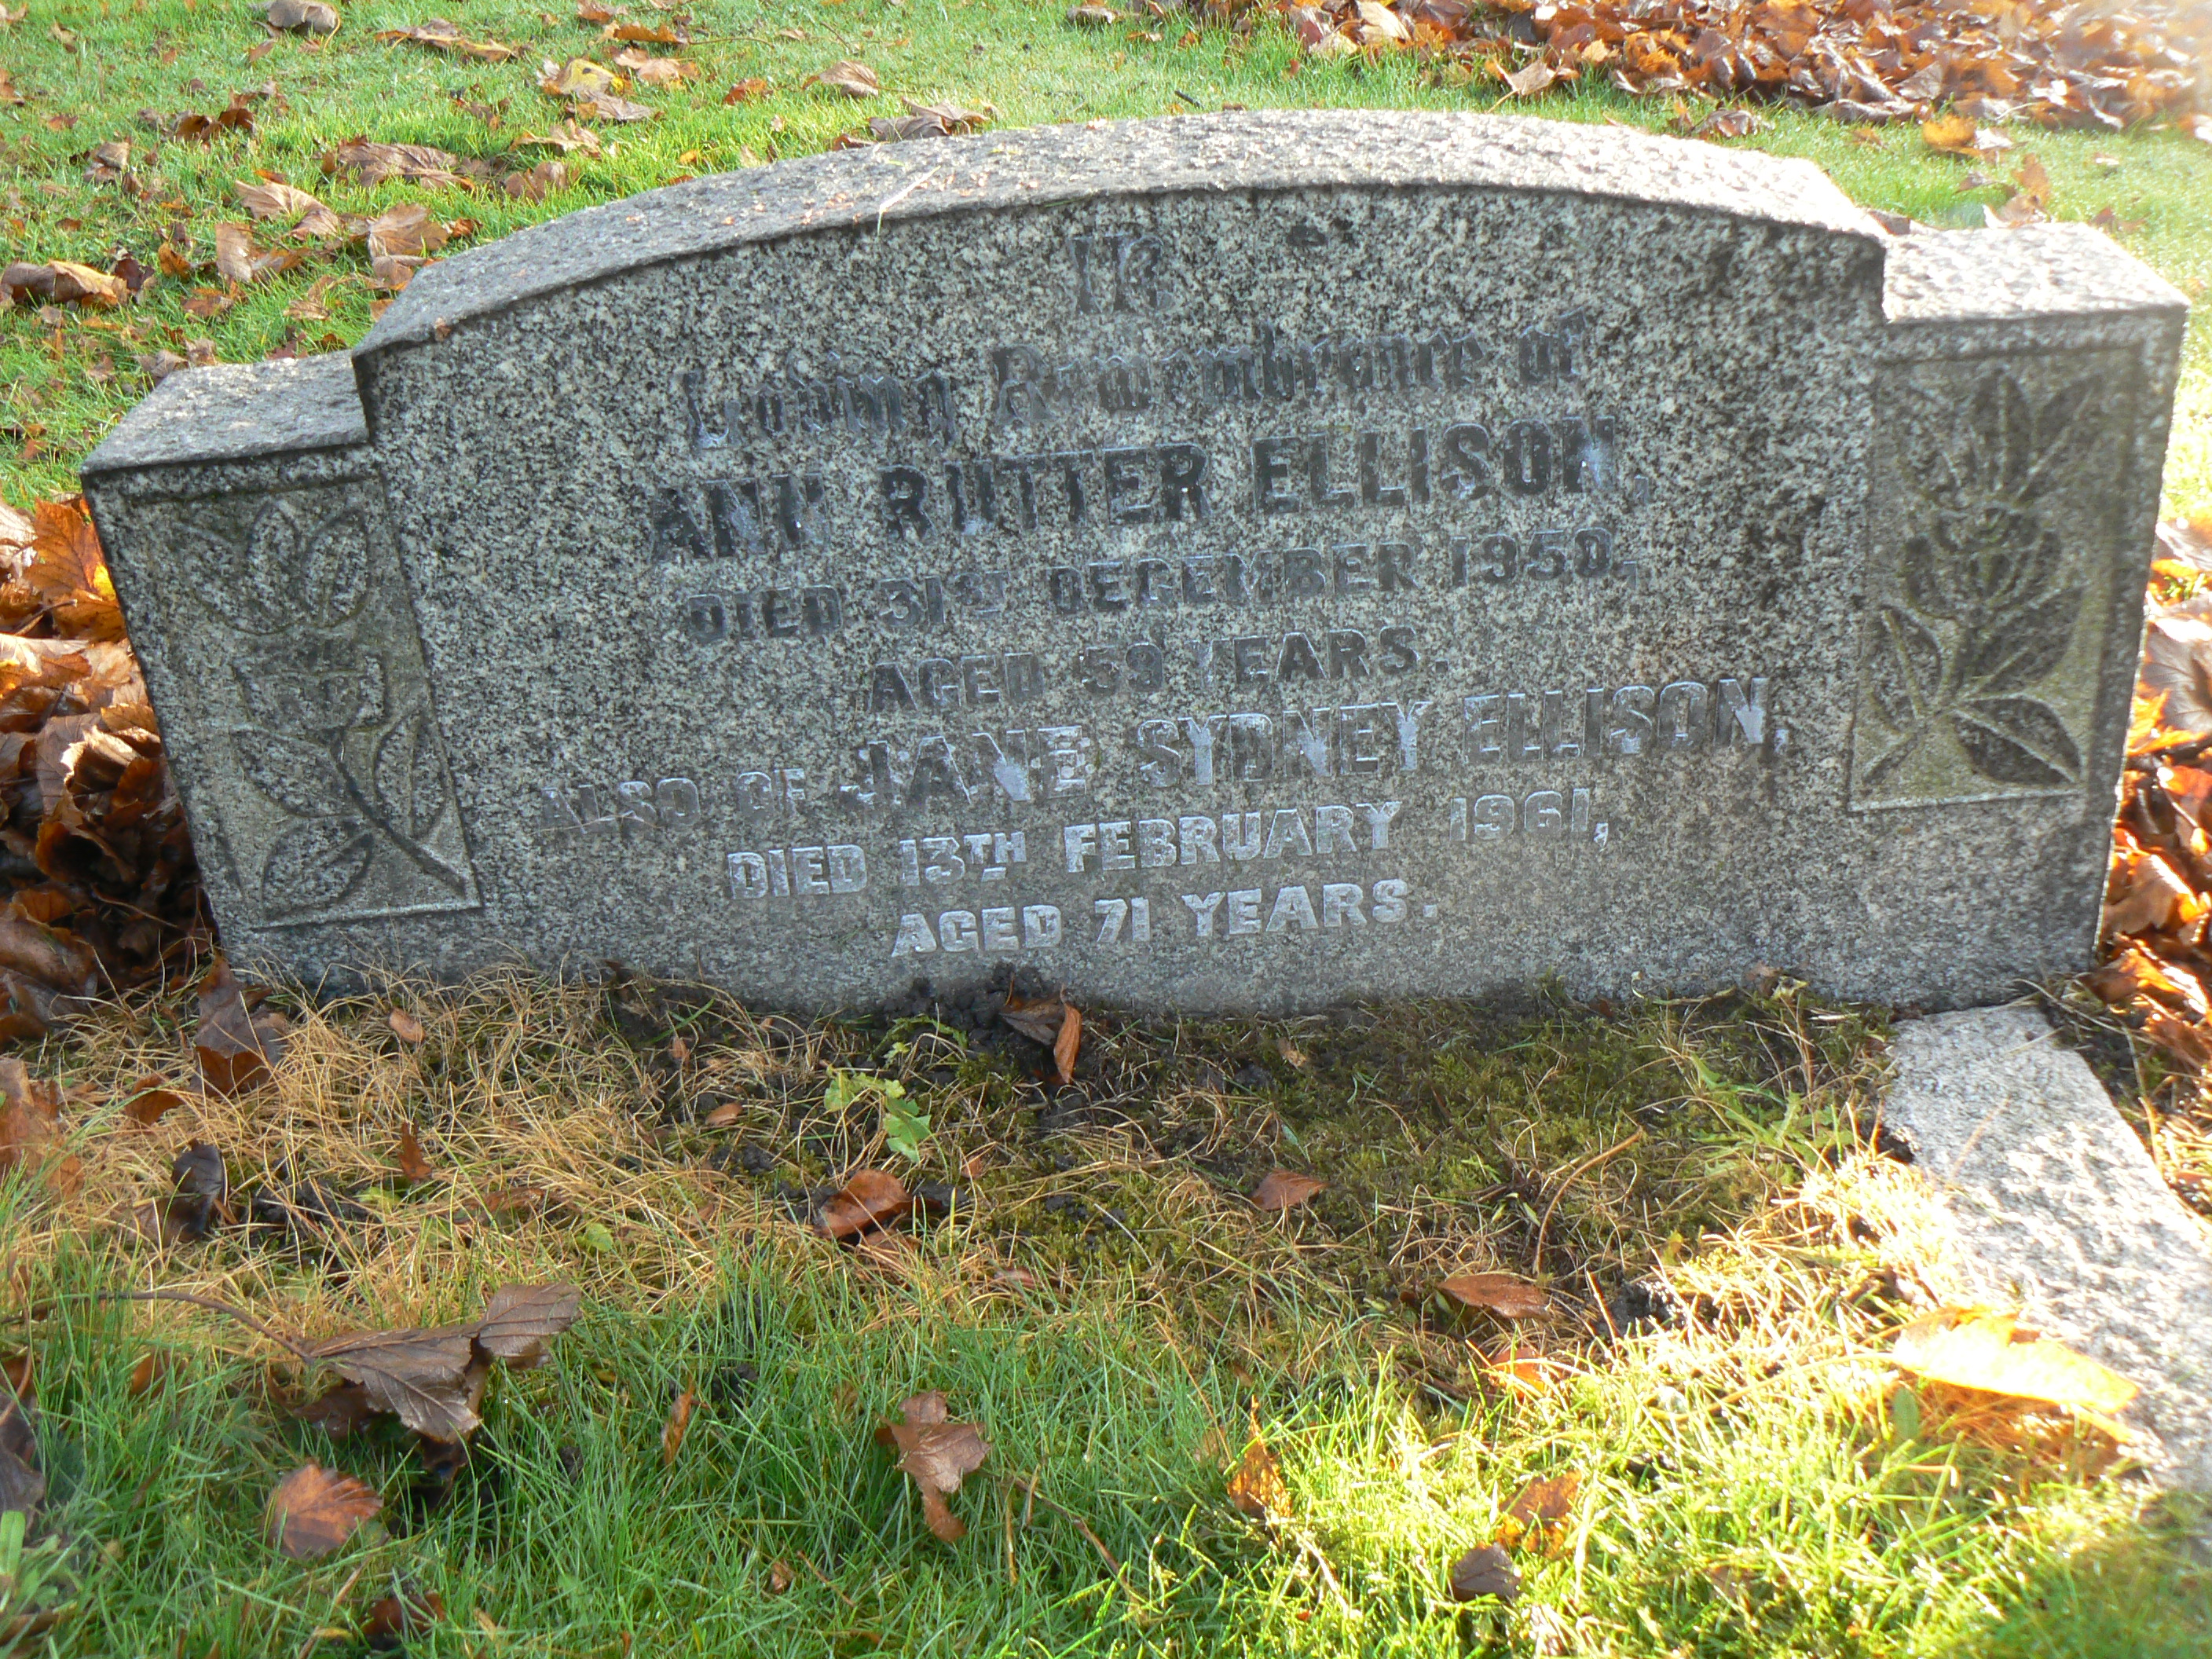 In
Loving Remembrance of
ANN RUTTER ELLISON,
DIED 31ST DECEMBER 1950,
AGED 59 YEARS.
ALSO OF JANE SYDNEY ELLISON,
DIED 13TH FEBRUARY 1961,
AGED 71 YEARS.